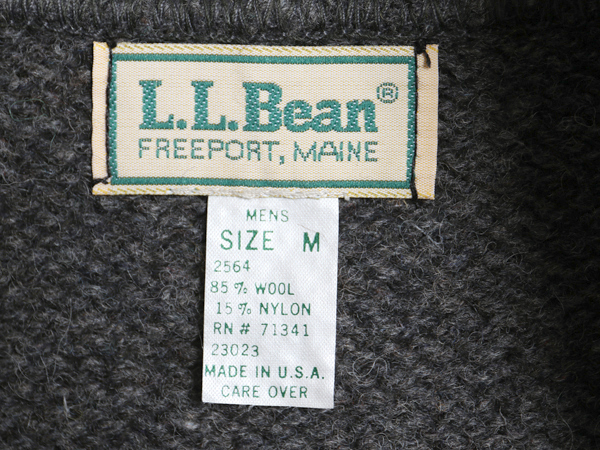 L.L.Bean®
FREEPORT, MAINE
MENS
SIZE M
2564
85% WOOL
15% NYLON
RN# 71341
23023
MADE IN U.S.A.
CARE OVER